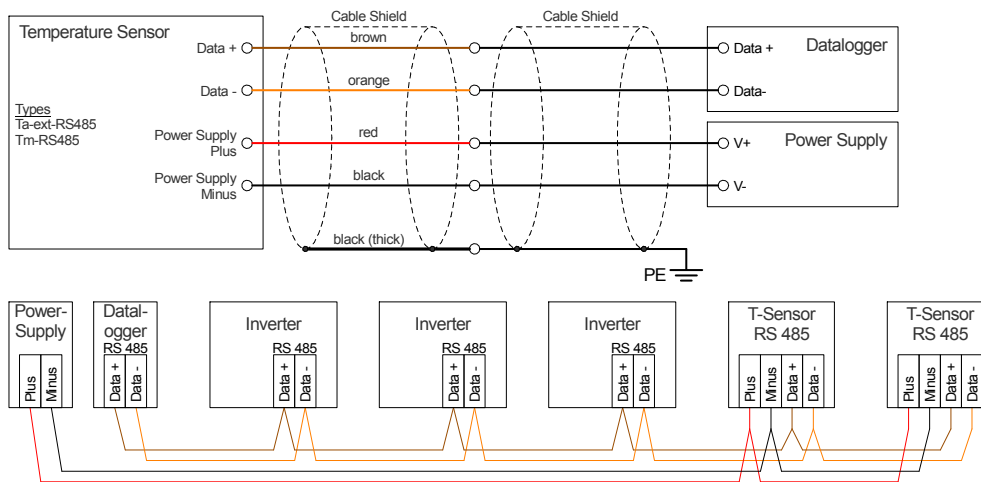 Cable Shield
Cable Shield
Temperature Sensor
brown
Data +
Data +
Datalogger
orange
Data -
Data-
Types
Ta-ext-RS485
Tm-RS485
red
Power Supply
Plus
V+
Power Supply
black
Power Supply
Minus
V-
black (thick)
PE
Power-
Supply
Plus
Minus
Datal-
ogger
RS 485
Data +
Data -
Inverter
RS 485
Data +
Data -
Inverter
RS 485
Data +
Data -
Inverter
RS 485
Data +
Data -
T-Sensor
RS 485
Plus
Minus
Data +
Data -
T-Sensor
RS 485
Plus
Minus
Data +
Data -